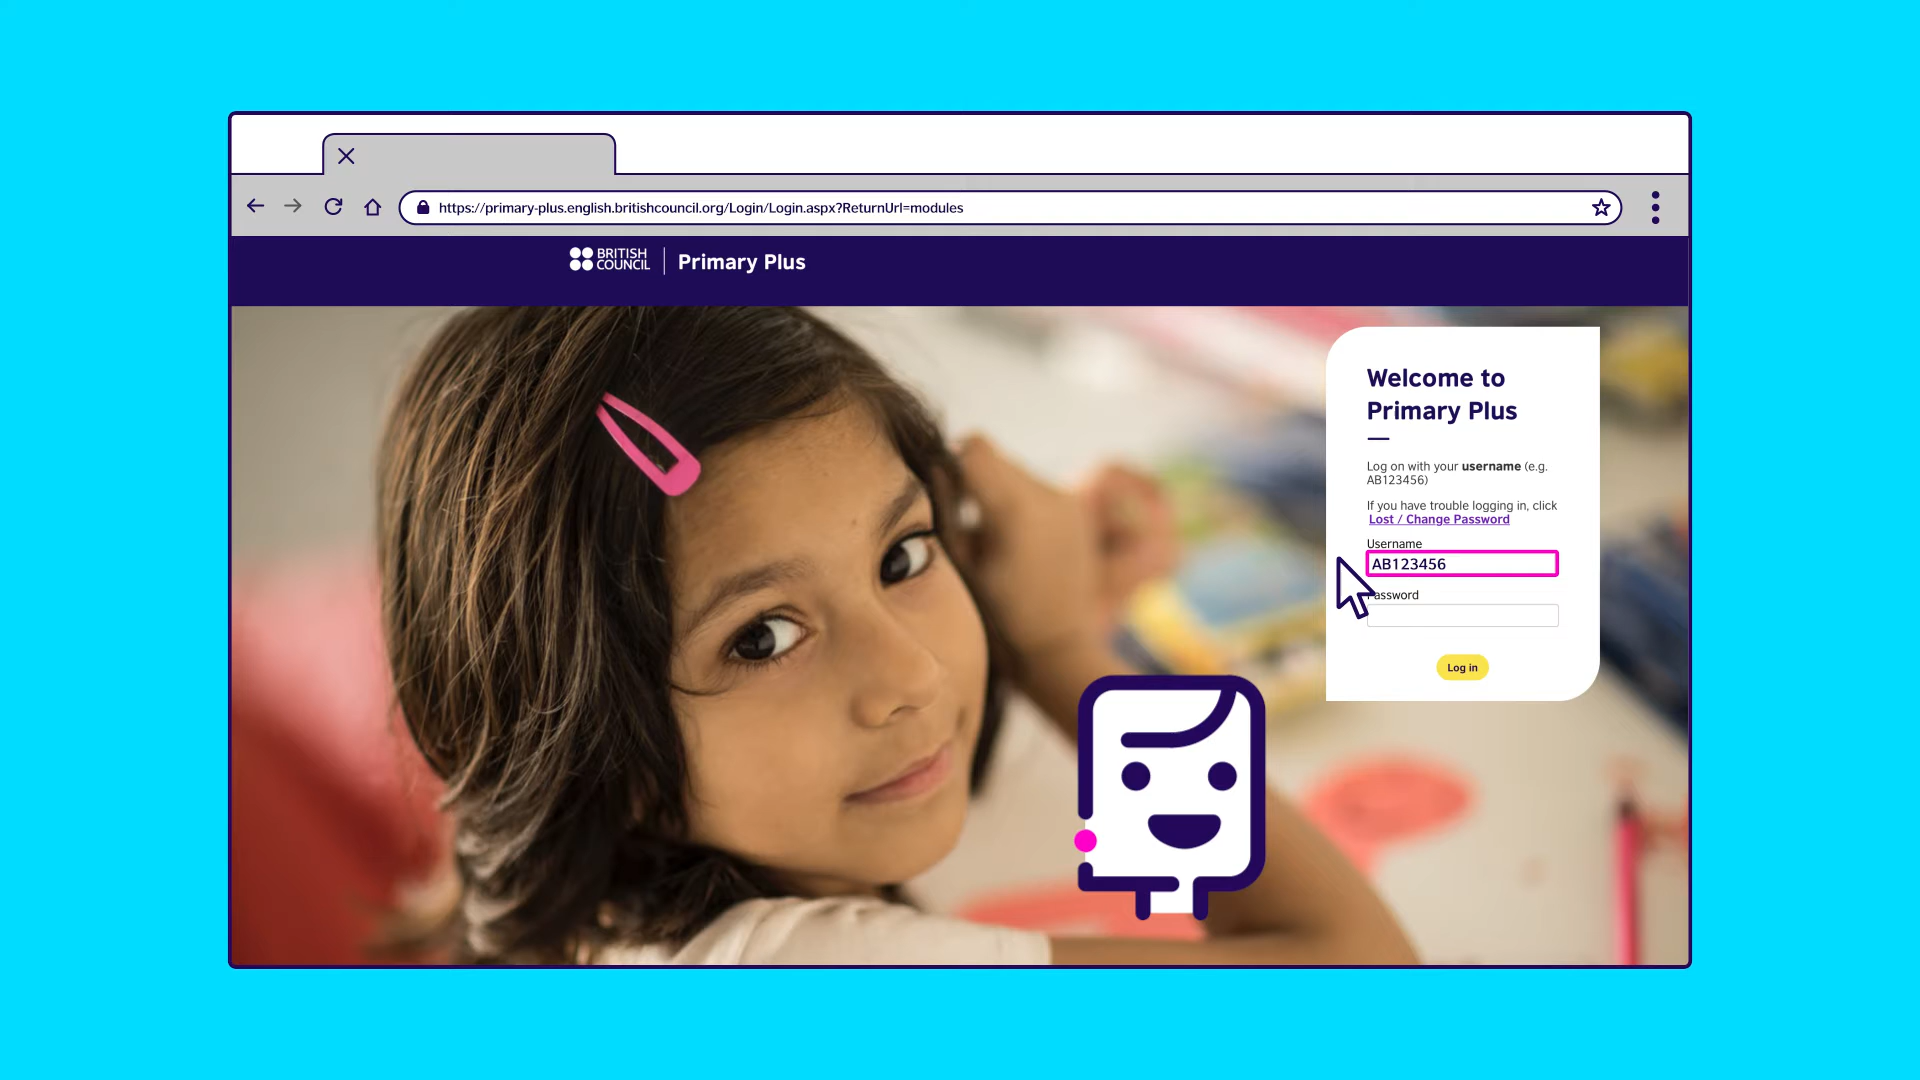 https://primary-plus.english.britishcouncil.org/Login/Login.aspx?ReturnUrl=modules
BRITISH
COUNCIL
Primary Plus
Welcome to
Primary Plus
Log on with your username (e.g.
AB123456)
If you have trouble logging in, click
Lost / Change Password
Username
AB123456
Password
Log in